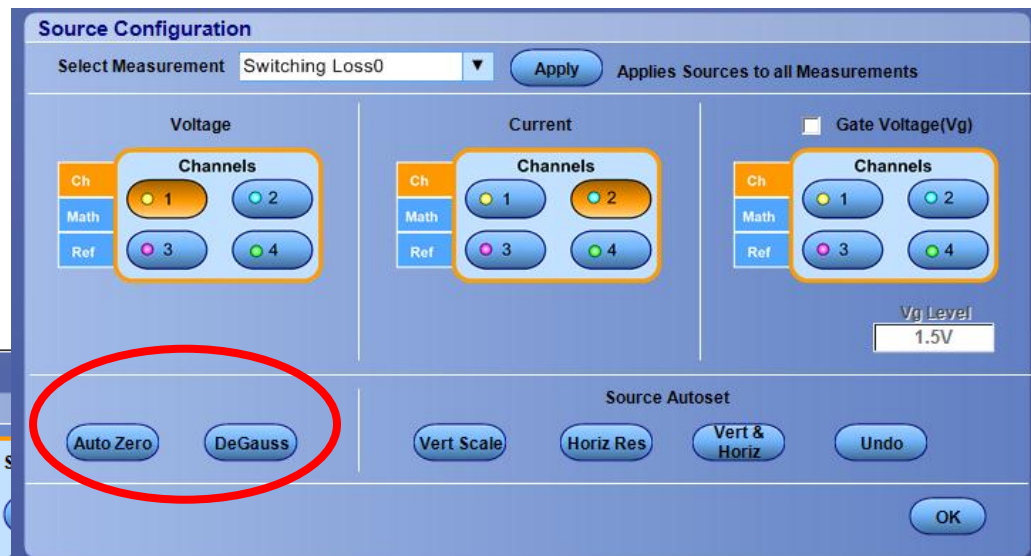 Source Configuration
Select Measurement Switching Loss0 Apply Applies Sources to all Measurements
Voltage Current Gate Voltage(Vg)
Channels Channels Channels
Ch 1 2 Ch 1 2 Ch 1 2
Math Math Math
Ref 3 4 Ref 3 4 Ref 3 4
Vg Level
1.5V
Source Autoset
Auto Zero DeGauss Vert Scale Horiz Res Vert & Horiz Undo
OK